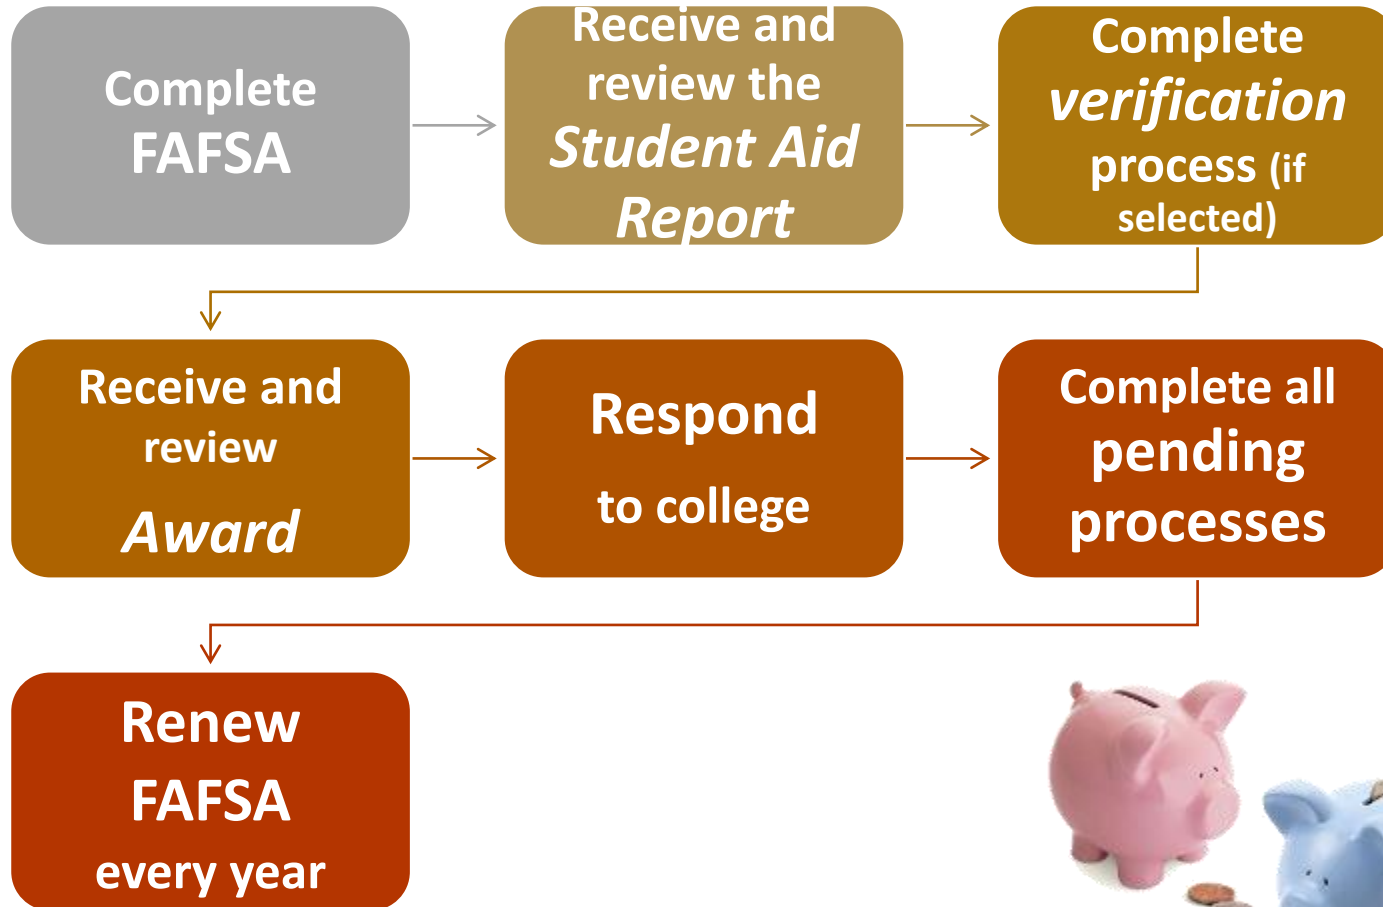 Complete
FAFSA
Receive and
review the
Student Aid
Report
Complete
verification
process (if
selected)
Receive and
review
Award
Respond
to college
Complete all
pending
processes
Renew
FAFSA
every year